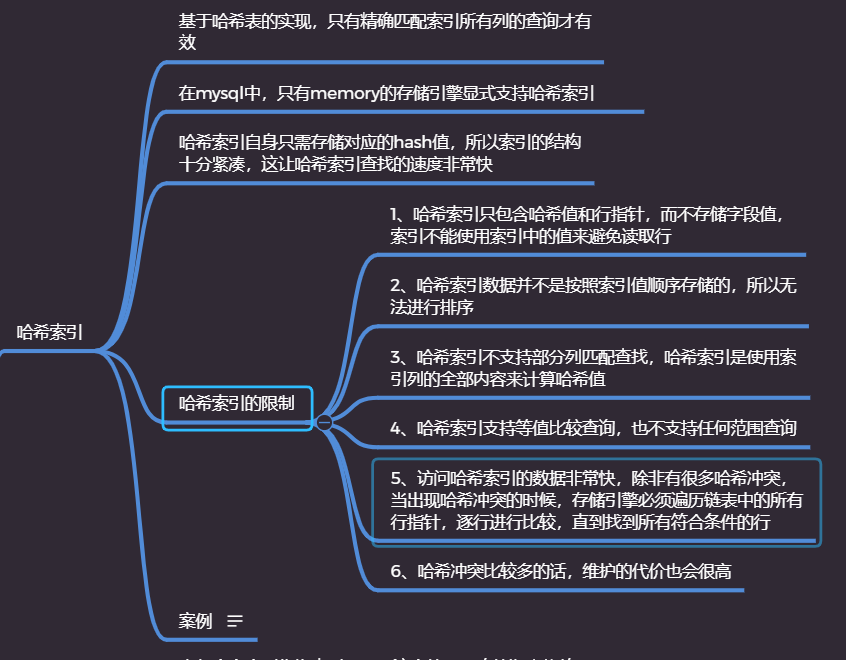 基于哈希表的实现，只有精确匹配索引所有列的查询才有
效
在mysql中，只有memory的存储引擎显式支持哈希索引
哈希索引自身只需存储对应的hash值，所以索引的结构
十分紧凑，这让哈希索引查找的速度非常快
哈希索引
哈希索引的限制
1、哈希索引只包含哈希值和行指针，而不存储字段值，
索引不能使用索引中的值来避免读取行
2、哈希索引数据并不是按照索引值顺序存储的，所以无
法进行排序
3、哈希索引不支持部分列匹配查找，哈希索引是使用索
引列的全部内容来计算哈希值
4、哈希索引支持等值比较查询，也不支持任何范围查询
5、访问哈希索引的数据非常快，除非有很多哈希冲突，
当出现哈希冲突的时候，存储引擎必须遍历链表中的所有
行指针，逐行进行比较，直到找到所有符合条件的行
6、哈希冲突比较多的话，维护的代价也会很高
案例